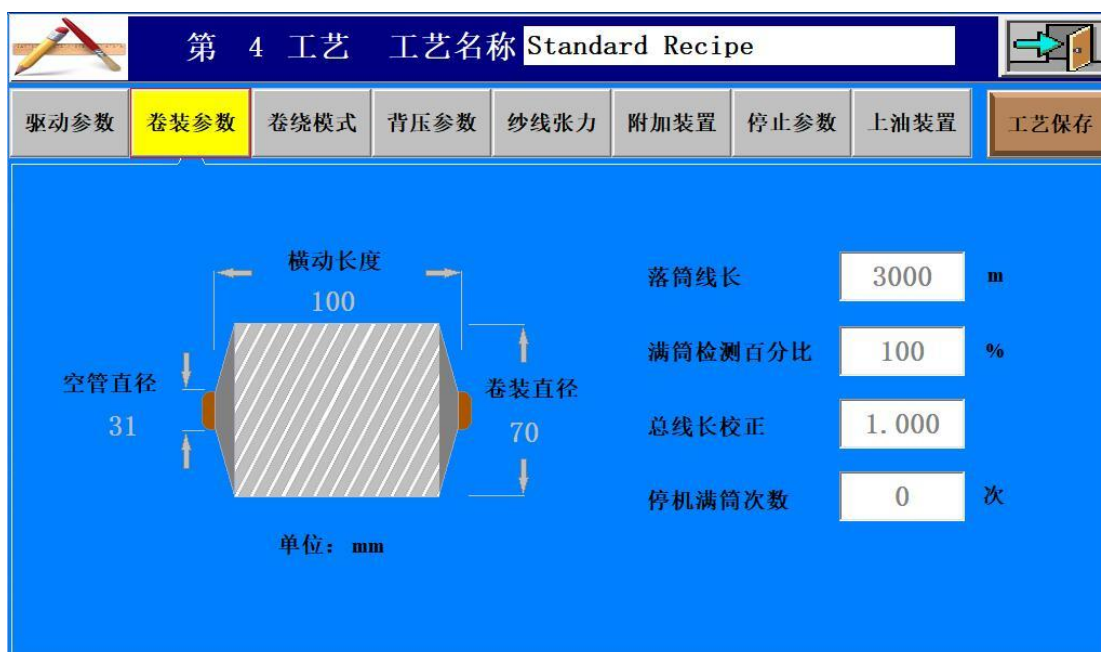 第 4 工艺 工艺名称 Standard Recipe
驱动参数 卷装参数 卷绕模式 背压参数 纱线张力 附加装置 停止参数 上油装置 工艺保存
横动长度
100
空管直径
31
卷装直径
70
单位：mm
落筒线长 3000 m
满筒检测百分比 100 %
总线长校正 1.000
停机满筒次数 0 次